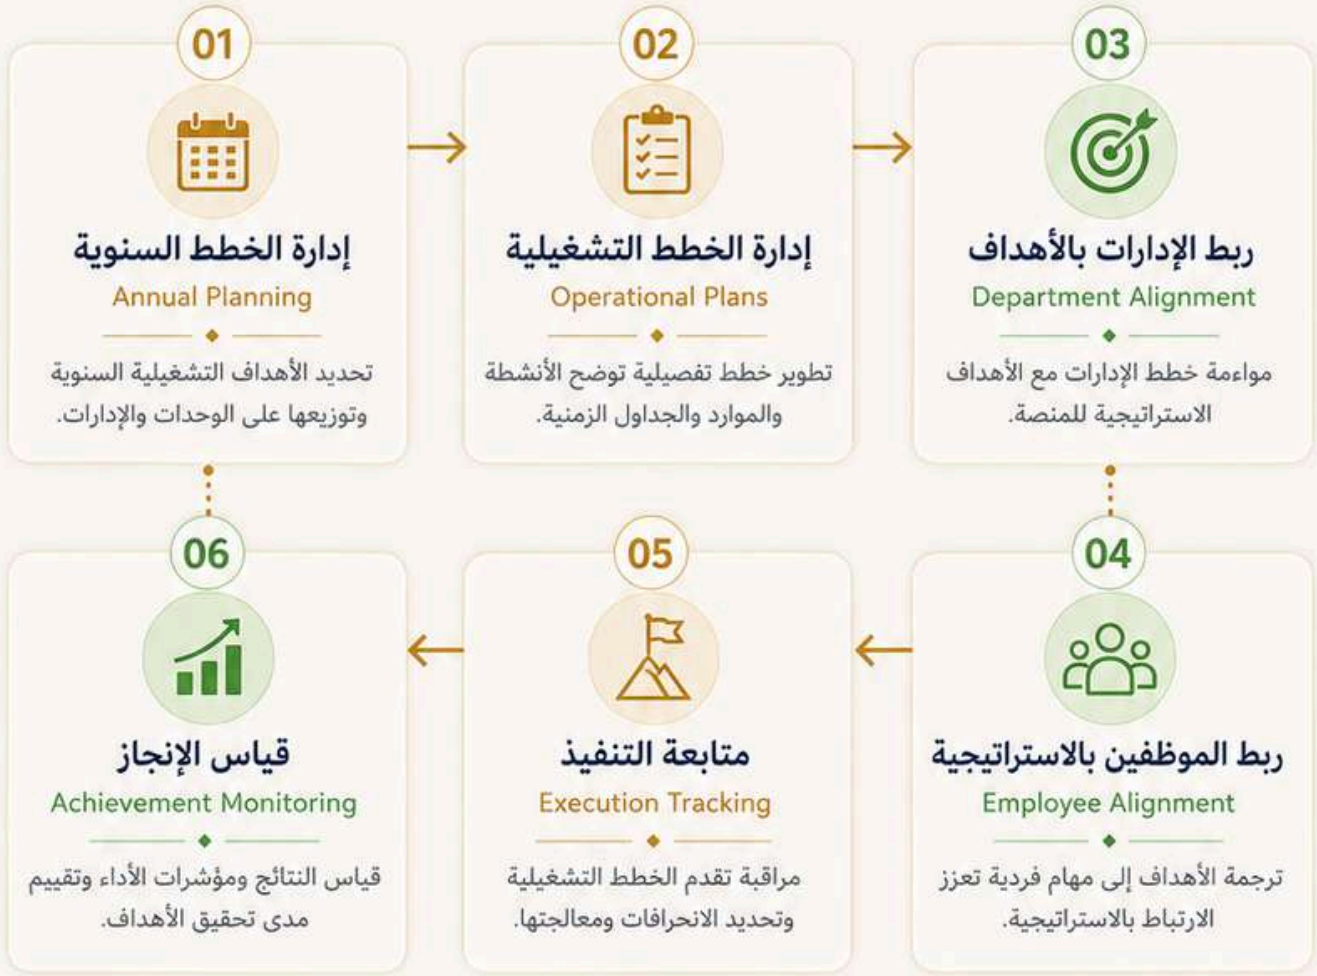 01
إدارة الخطط السنوية
Annual Planning
تحديد الأهداف التشغيلية السنوية
وتوزيعها على الوحدات والإدارات.
02
إدارة الخطط التشغيلية
Operational Plans
تطوير خطط تفصيلية توضح الأنشطة
والموارد والجداول الزمنية.
03
ربط الإدارات بالأهداف
Department Alignment
مواءمة خطط الإدارات مع الأهداف
الاستراتيجية للمنصة.
04
ربط الموظفين بالاستراتيجية
Employee Alignment
ترجمة الأهداف إلى مهام فردية تعزز
الارتباط بالاستراتيجية.
05
متابعة التنفيذ
Execution Tracking
مراقبة تقدم الخطط التشغيلية
وتحديد الانحرافات ومعالجتها.
06
قياس الإنجاز
Achievement Monitoring
قياس النتائج ومؤشرات الأداء وتقييم
مدى تحقيق الأهداف.